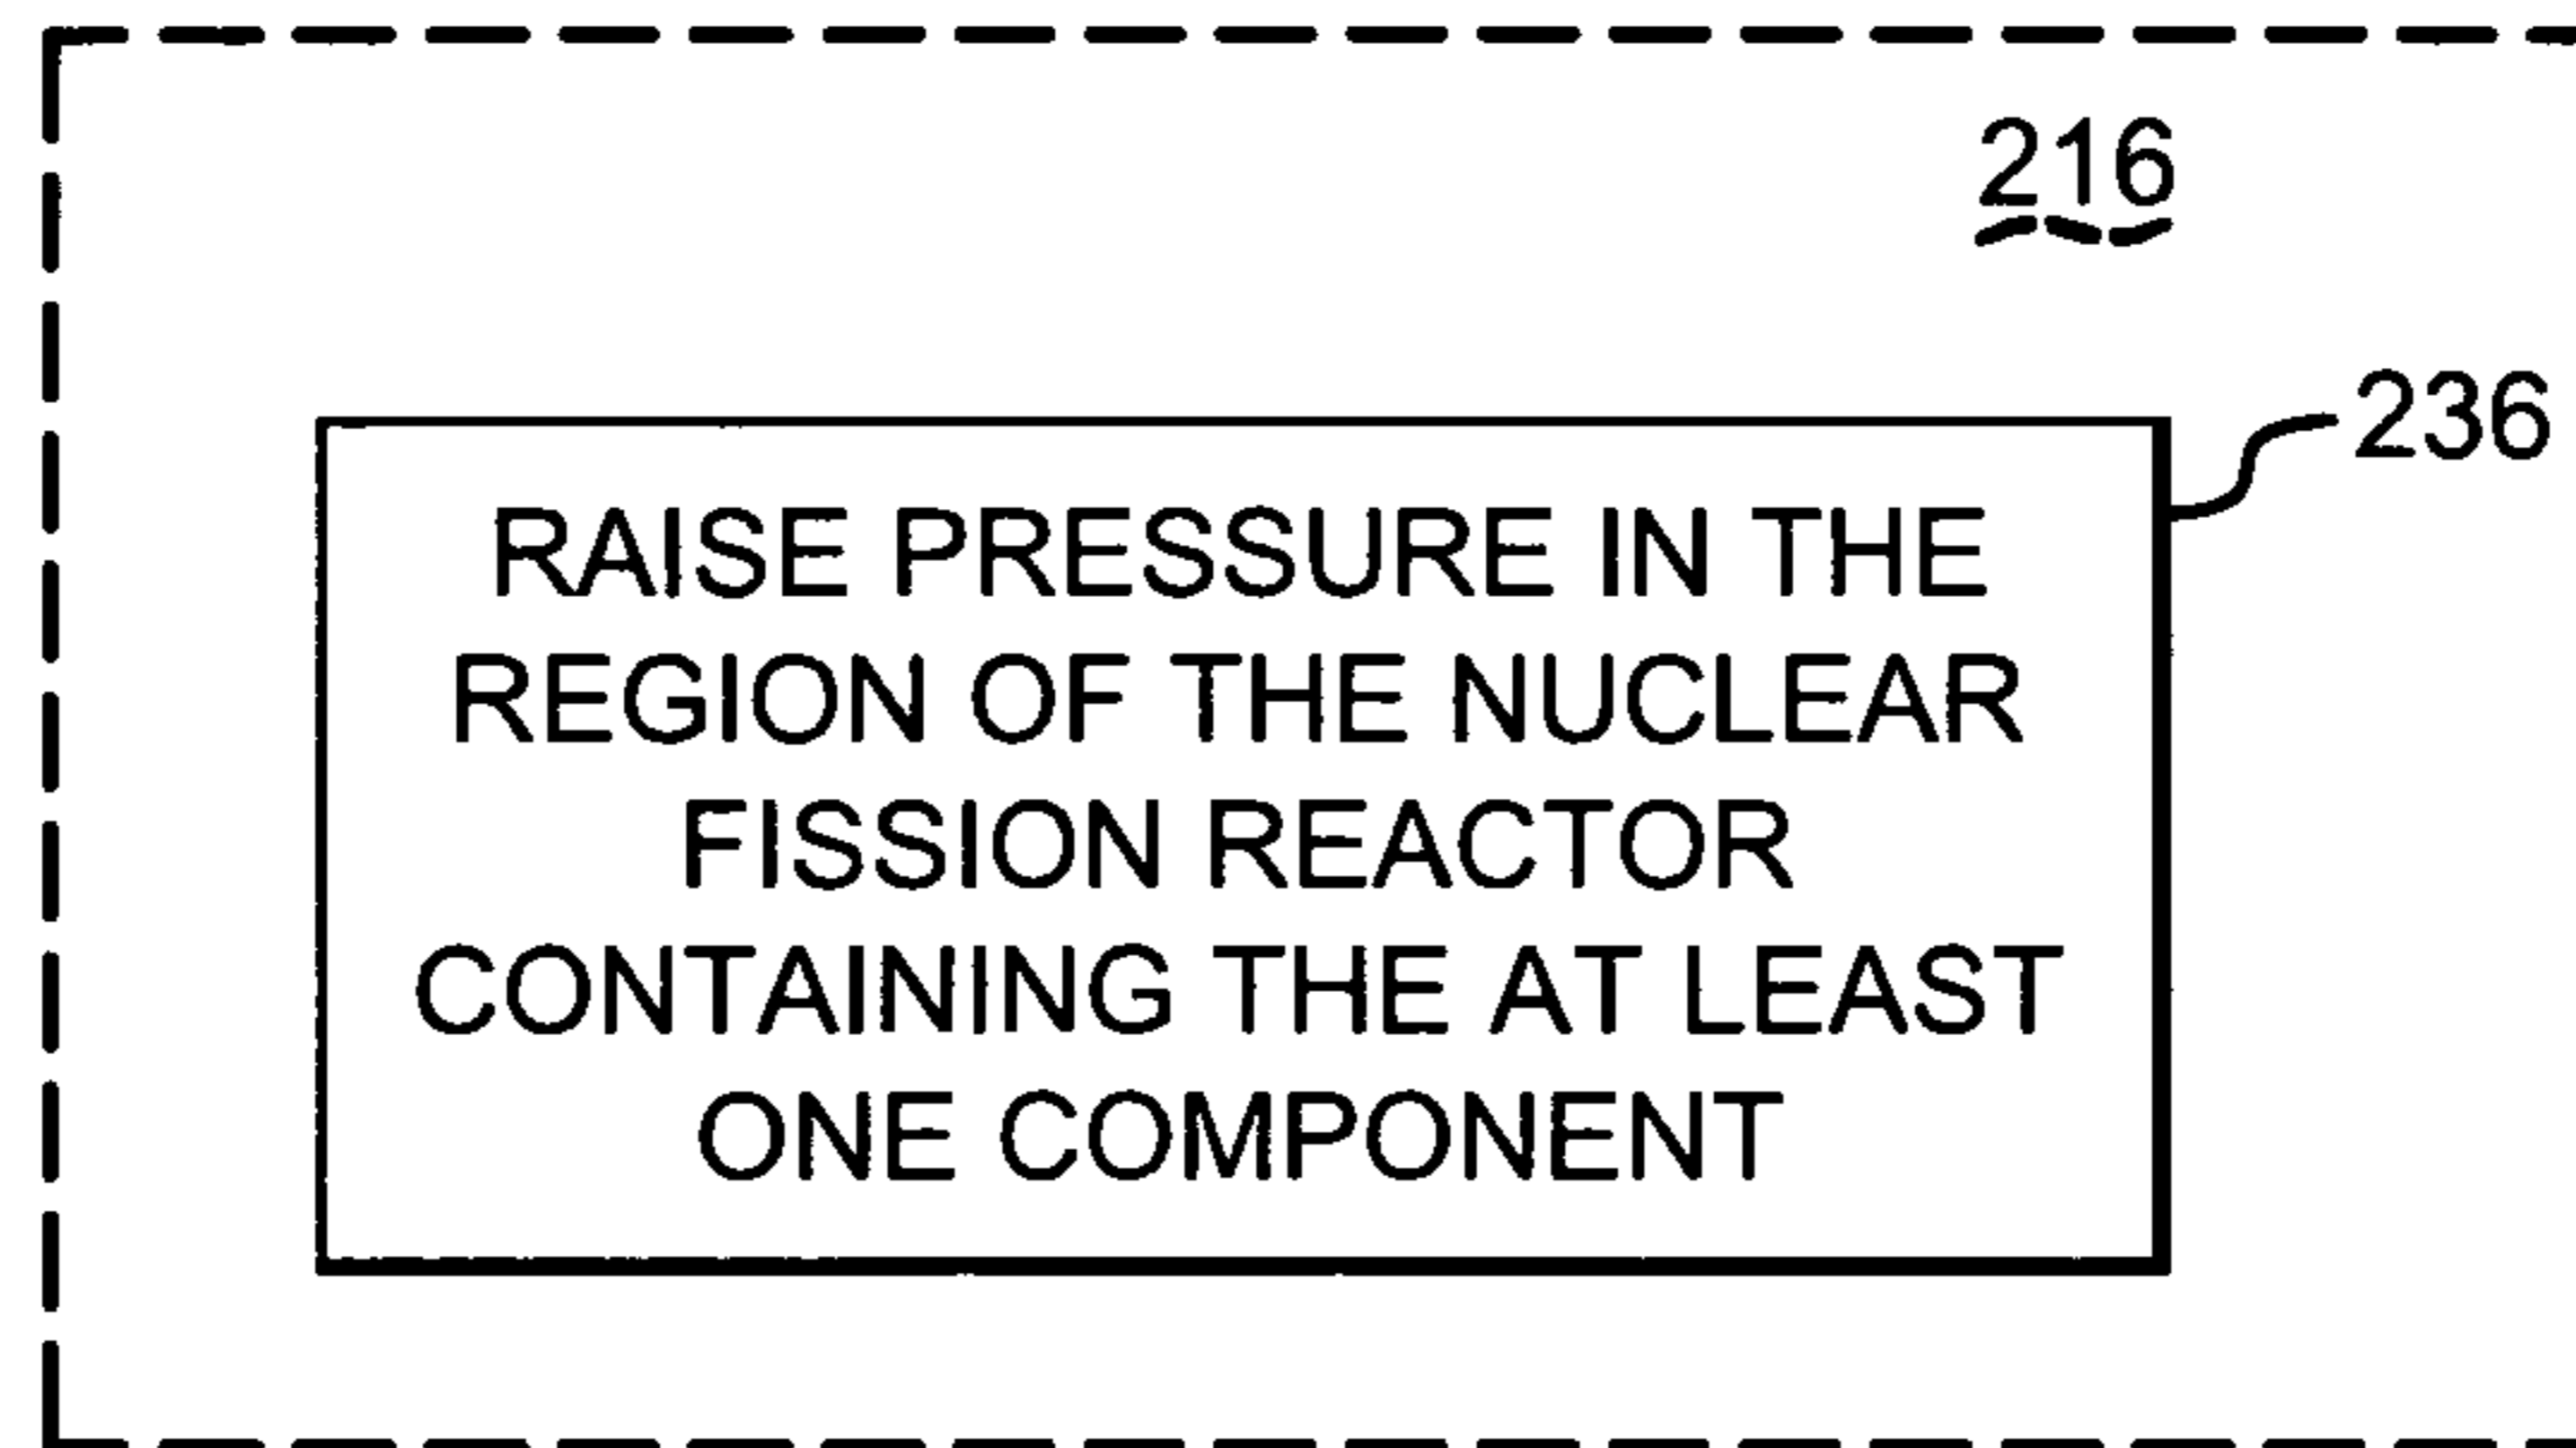 216
236
RAISE PRESSURE IN THE
REGION OF THE NUCLEAR
FISSION REACTOR
CONTAINING THE AT LEAST
ONE COMPONENT